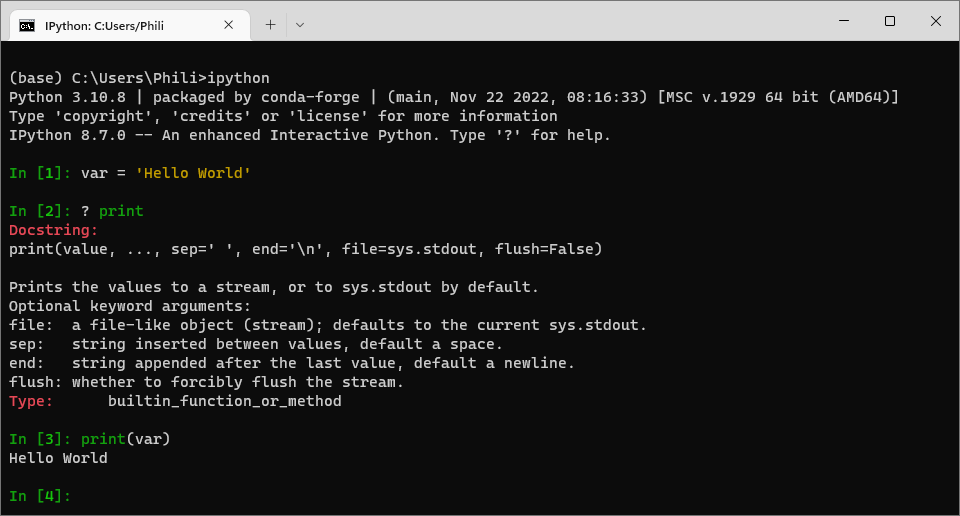 IPython: C:Users/Phili
(base) C:\Users\Phili>ipython
Python 3.10.8 | packaged by conda-forge | (main, Nov 22 2022, 08:16:33) [MSC v.1929 64 bit (AMD64)]
Type 'copyright', 'credits' or 'license' for more information
IPython 8.7.0 -- An enhanced Interactive Python. Type '?' for help.
In [1]: var = 'Hello World'
In [2]: ? print
Docstring:
print(value, ..., sep=' ', end='\n', file=sys.stdout, flush=False)
Prints the values to a stream, or to sys.stdout by default.
Optional keyword arguments:
file:  a file-like object (stream); defaults to the current sys.stdout.
sep:   string inserted between values, default a space.
end:   string appended after the last value, default a newline.
flush: whether to forcibly flush the stream.
Type:      builtin_function_or_method
In [3]: print(var)
Hello World
In [4]: